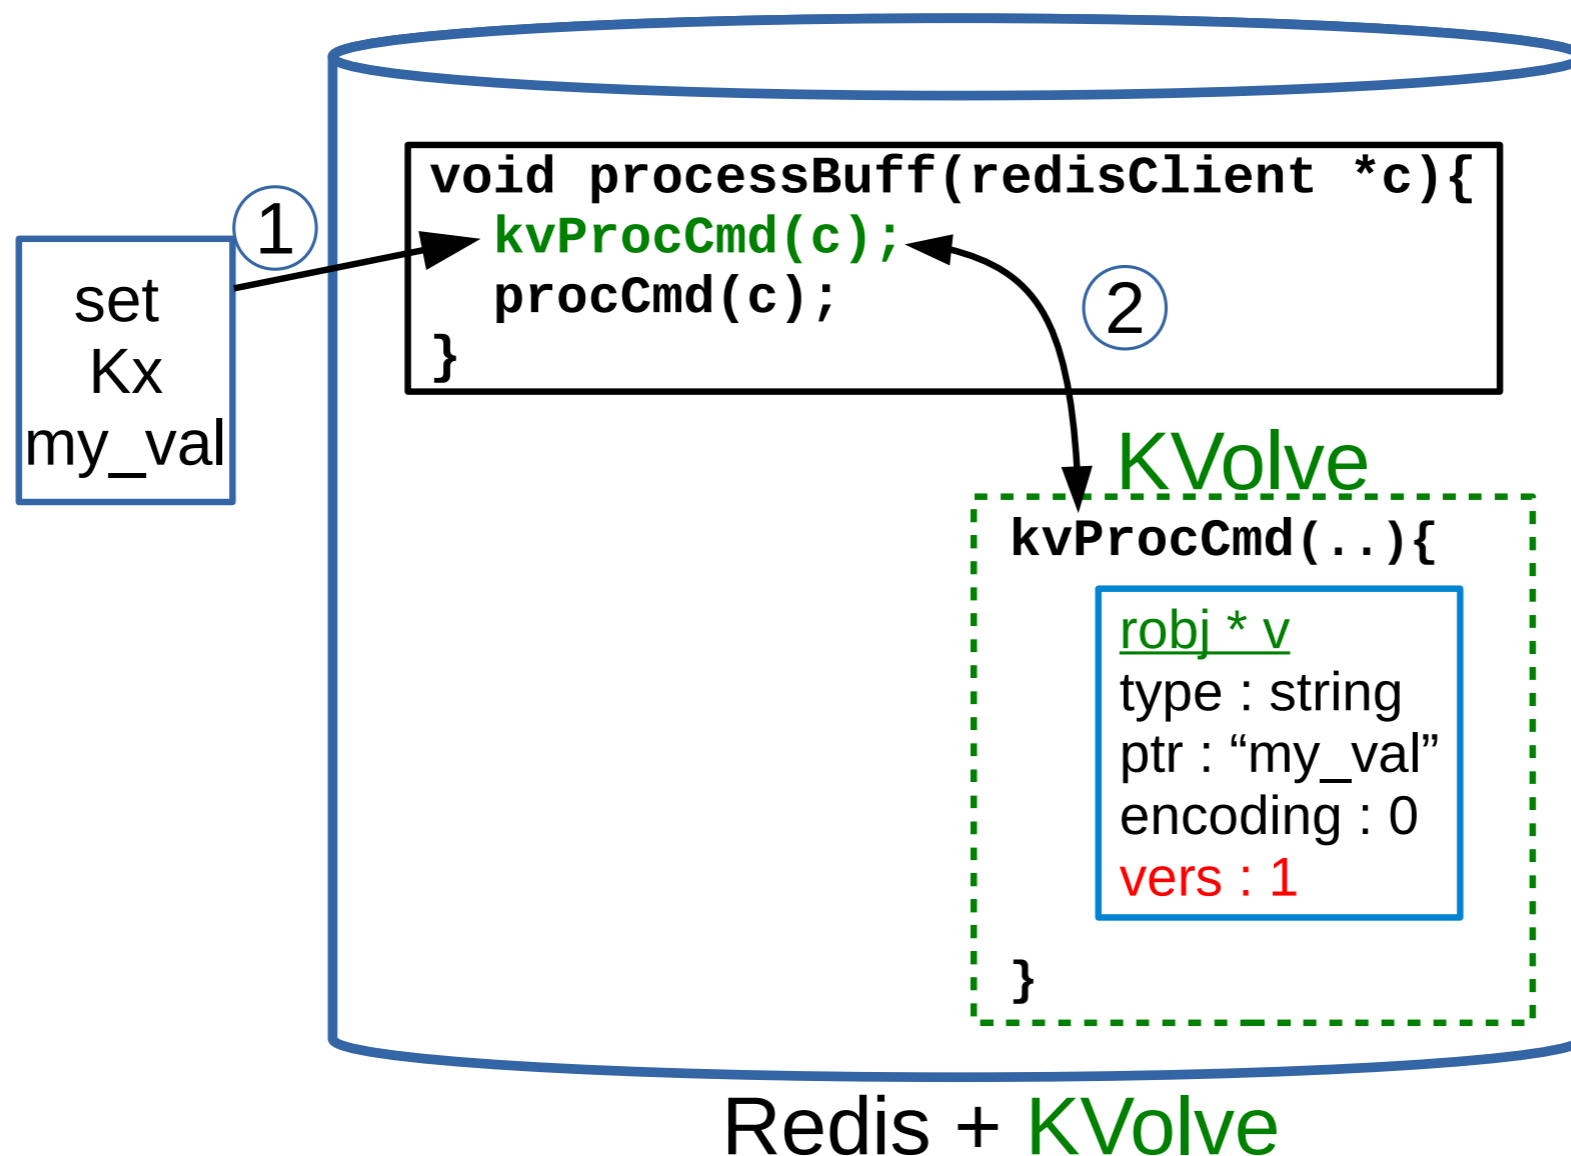 void processBuff(redisClient *c){
kvProcCmd(c);
procCmd(c);
}
1
set
Kx
my_val
2
KVolve
kvProcCmd(..){
robj * v
type : string
ptr : “my_val”
encoding : 0
vers : 1
}
Redis + KVolve